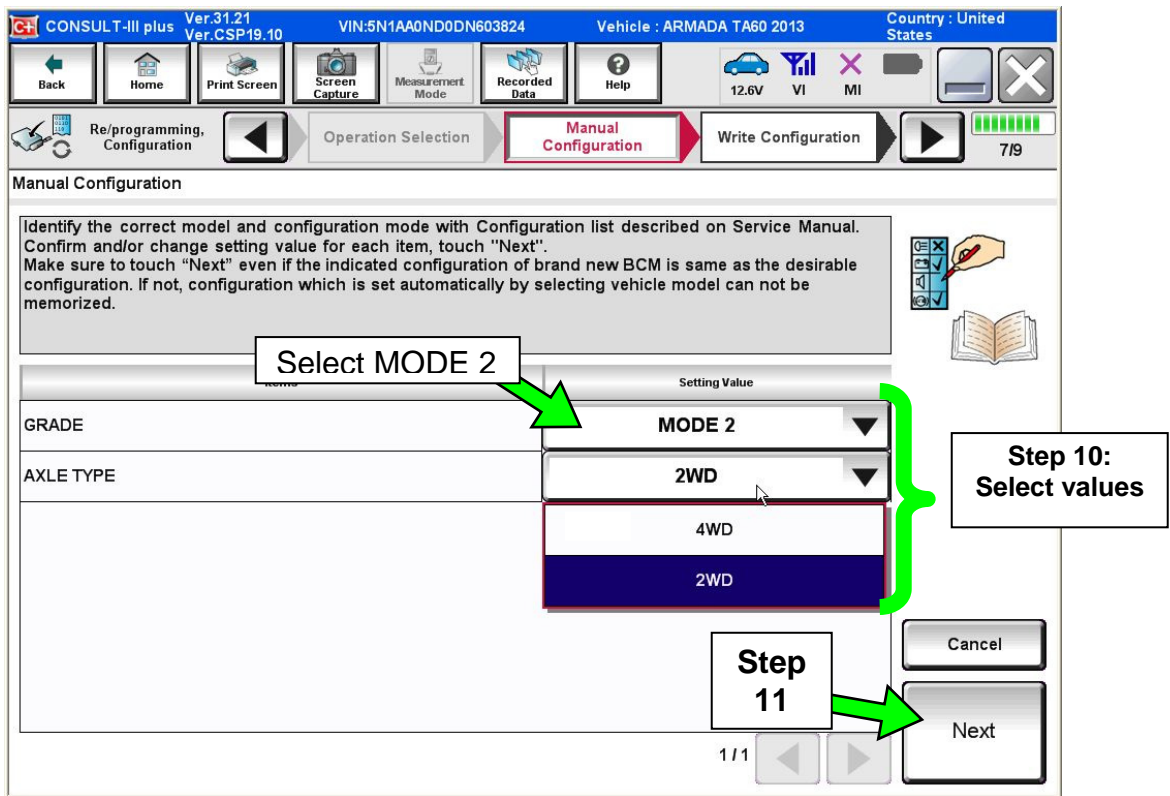 CONSULT-III plus Ver.31.21 Ver.CSP19.10 VIN:5N1AA0ND0DN603824 Vehicle : ARMADA TA60 2013 Country : United States
Back Home Print Screen Screen Capture Measurement Mode Recorded Data Help 12.6V VI MI
Re/programming, Configuration Operation Selection Manual Configuration Write Configuration 7/9
Manual Configuration
Identify the correct model and configuration mode with Configuration list described on Service Manual.
Confirm and/or change setting value for each item, touch "Next".
Make sure to touch “Next” even if the indicated configuration of brand new BCM is same as the desirable
configuration. If not, configuration which is set automatically by selecting vehicle model can not be
memorized.
Select MODE 2
Setting Value
GRADE MODE 2
AXLE TYPE 2WD
4WD
2WD
Step 10:
Select values
Cancel
Step
11
Next
1/1